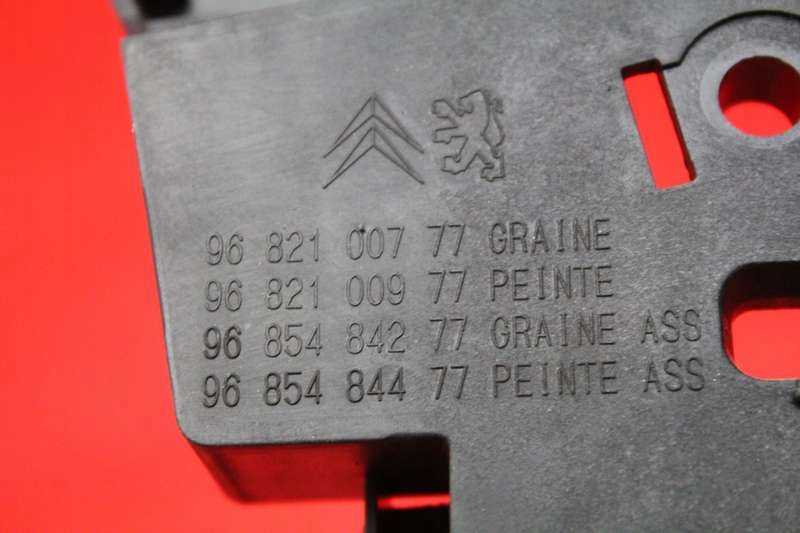 96 821 007 77 GRAINE
96 821 009 77 PEINTE
96 854 842 77 GRAINE ASS
96 854 844 77 PEINTE ASS